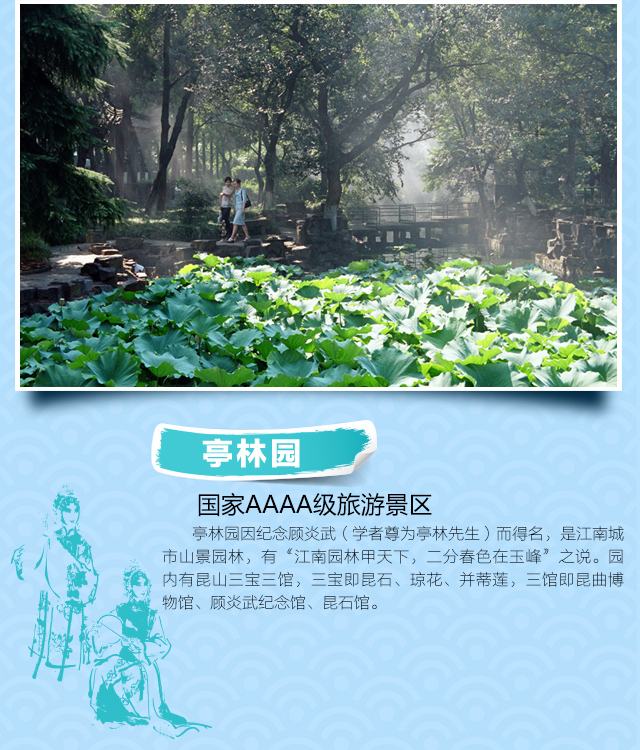 亭林园
国家AAAA级旅游景区
亭林园因纪念顾炎武（学者尊为亭林先生）而得名，是江南城
市山景园林，有“江南园林甲天下，二分春色在玉峰”之说。园
内有昆山三宝三馆，三宝即昆石、琼花、并蒂莲，三馆即昆曲博
物馆、顾炎武纪念馆、昆石馆。